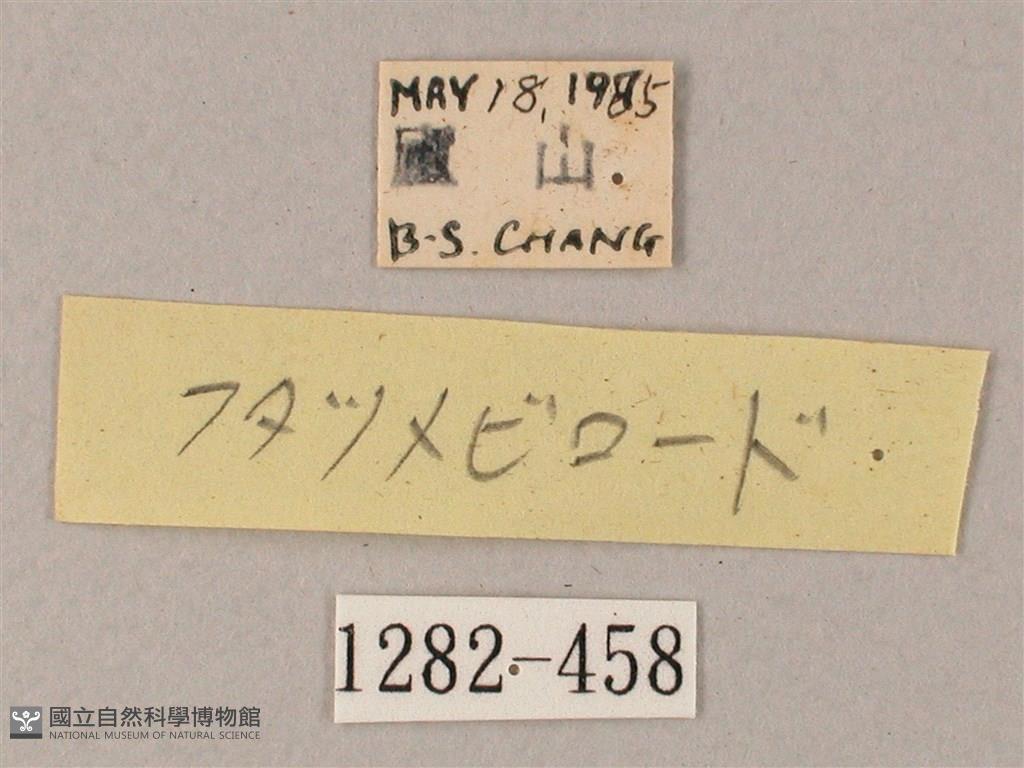 MAY 18, 1985
山
B-S. CHANG
フタツメビロード
1282-458
國立自然科學博物館
NATIONAL MUSEUM OF NATURAL SCIENCE